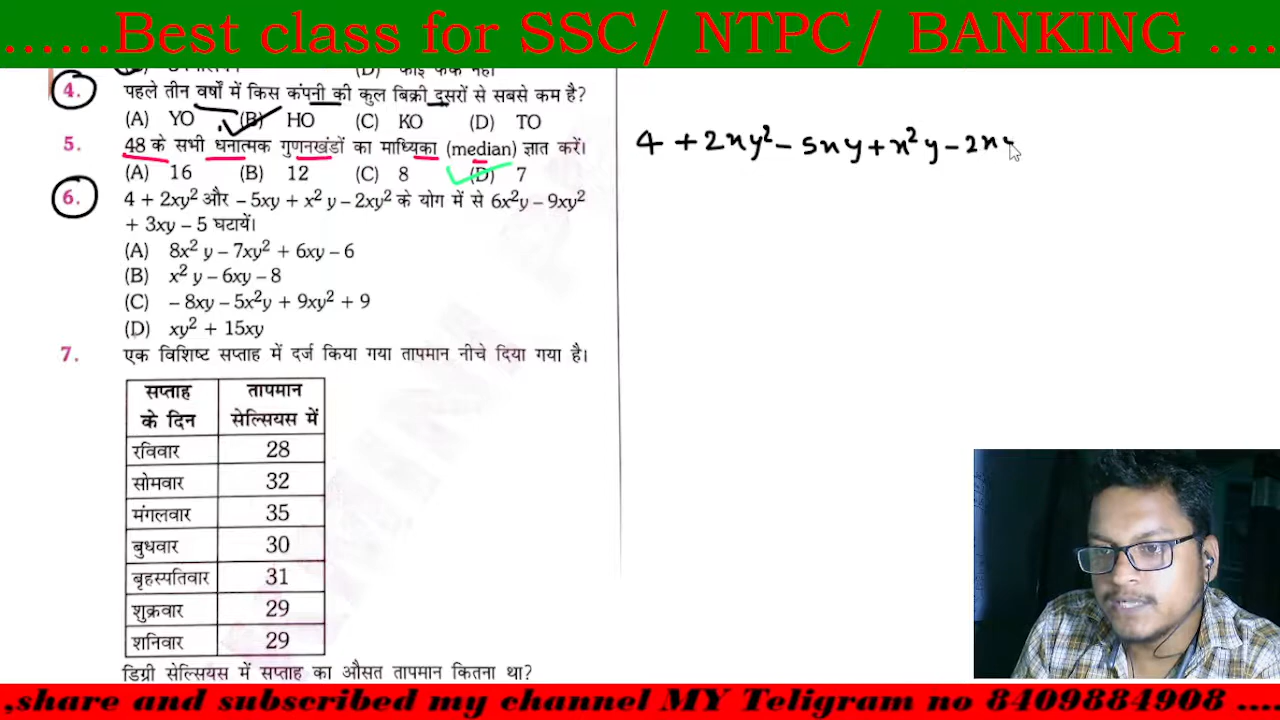 ......Best class for SSC/ NTPC/ BANKING ....
(D) कोई फर्क नहीं
4. पहले तीन वर्षों में किस कंपनी की कुल बिक्री दूसरों से सबसे कम है?
(A) YO (B) HO (C) KO (D) TO
5. 48 के सभी धनात्मक गुणनखंडों का माध्यिका (median) ज्ञात करें।
(A) 16 (B) 12 (C) 8 (D) 7
6. 4 + 2xy² और – 5xy + x² y – 2xy² के योग में से 6x²y – 9xy²
+ 3xy – 5 घटायें।
(A) 8x² y – 7xy² + 6xy – 6
(B) x² y – 6xy – 8
(C) – 8xy – 5x²y + 9xy² + 9
(D) xy² + 15xy
7. एक विशिष्ट सप्ताह में दर्ज किया गया तापमान नीचे दिया गया है।
सप्ताह के दिन तापमान सेल्सियस में
रविवार 28
सोमवार 32
मंगलवार 35
बुधवार 30
बृहस्पतिवार 31
शुक्रवार 29
शनिवार 29
डिग्री सेल्सियस में सप्ताह का औसत तापमान कितना था?
4 + 2xy² – 5xy + x²y – 2xy
,share and subscribed my channel MY Teligram no 8409884908 ....